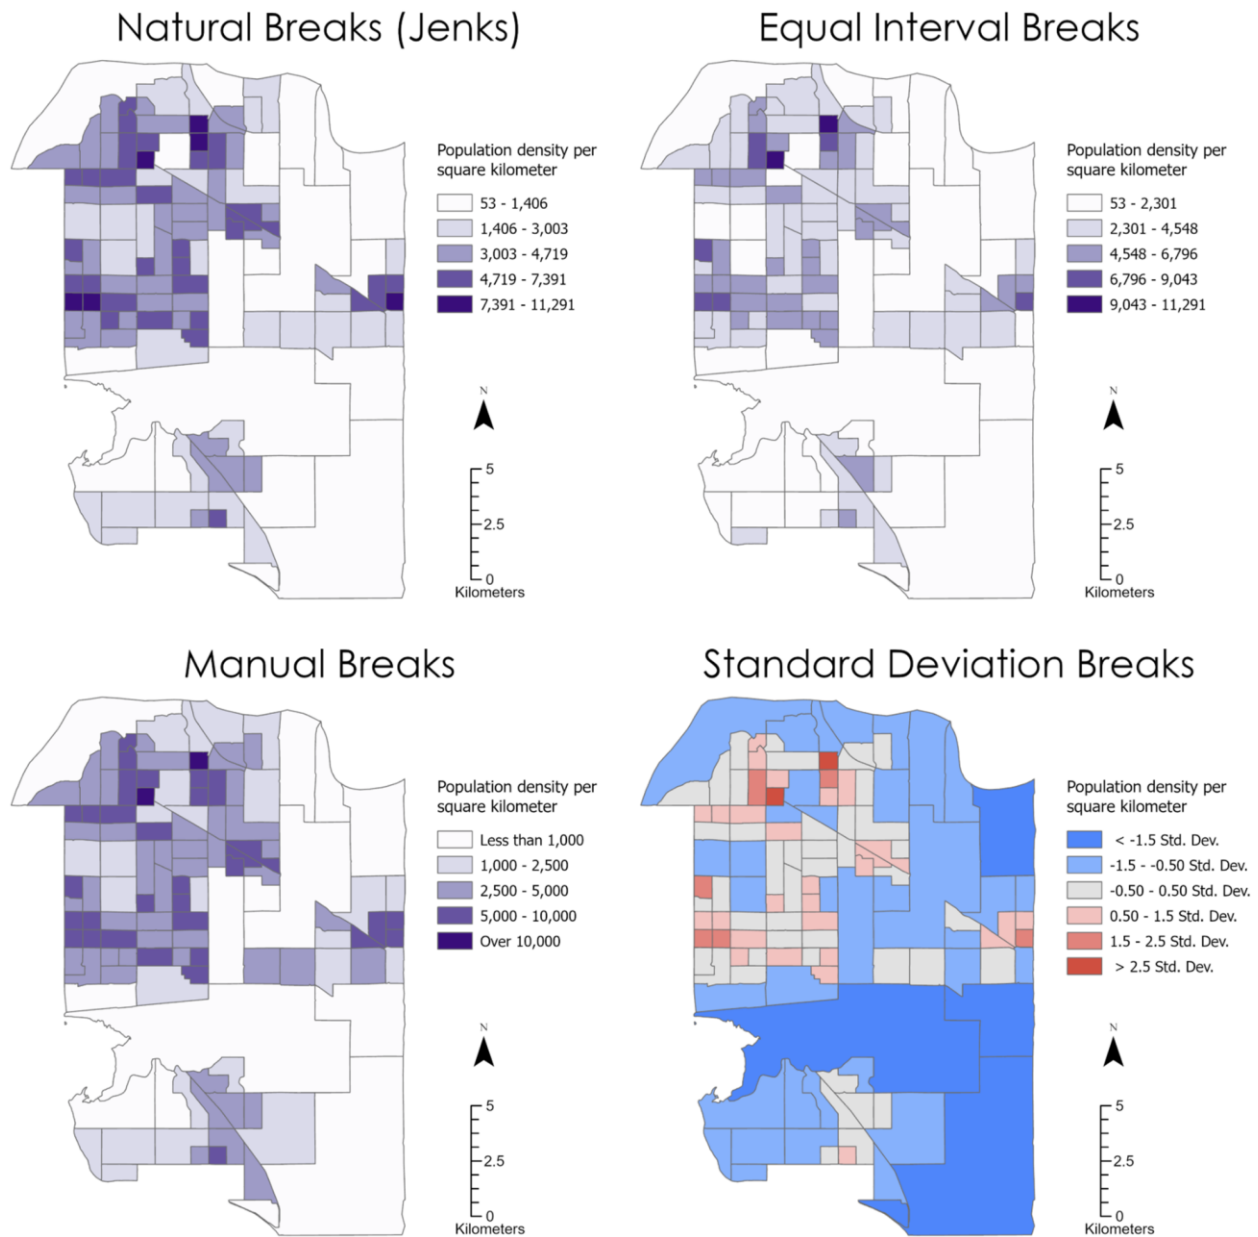 Natural Breaks (Jenks)
Population density per
square kilometer
53 - 1,406
1,406 - 3,003
3,003 - 4,719
4,719 - 7,391
7,391 - 11,291
N
5
2.5
0
Kilometers
Equal Interval Breaks
Population density per
square kilometer
53 - 2,301
2,301 - 4,548
4,548 - 6,796
6,796 - 9,043
9,043 - 11,291
N
5
2.5
0
Kilometers
Manual Breaks
Population density per
square kilometer
Less than 1,000
1,000 - 2,500
2,500 - 5,000
5,000 - 10,000
Over 10,000
N
5
2.5
0
Kilometers
Standard Deviation Breaks
Population density per
square kilometer
< -1.5 Std. Dev.
-1.5 - -0.50 Std. Dev.
-0.50 - 0.50 Std. Dev.
0.50 - 1.5 Std. Dev.
1.5 - 2.5 Std. Dev.
> 2.5 Std. Dev.
N
5
2.5
0
Kilometers